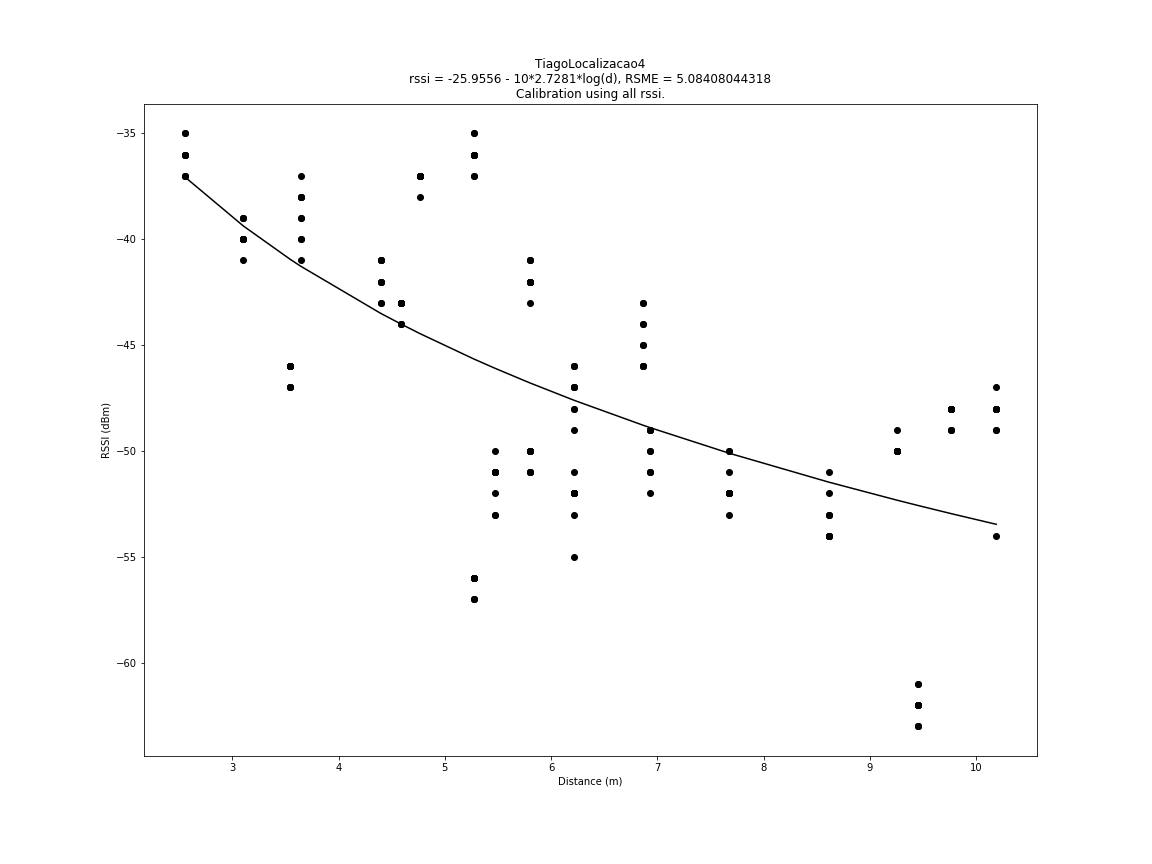 TiagoLocalizacao4
rssi = -25.9556 - 10*2.7281*log(d), RSME = 5.08408044318
Calibration using all rssi.
RSSI (dBm)
−35
−40
−45
−50
−55
−60
3 4 5 6 7 8 9 10
Distance (m)